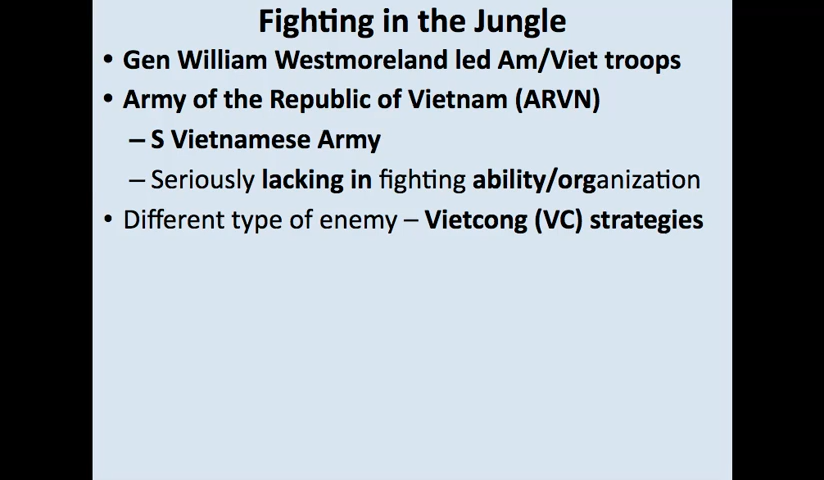 Fighting in the Jungle
• Gen William Westmoreland led Am/Viet troops
• Army of the Republic of Vietnam (ARVN)
– S Vietnamese Army
– Seriously lacking in fighting ability/organization
• Different type of enemy – Vietcong (VC) strategies